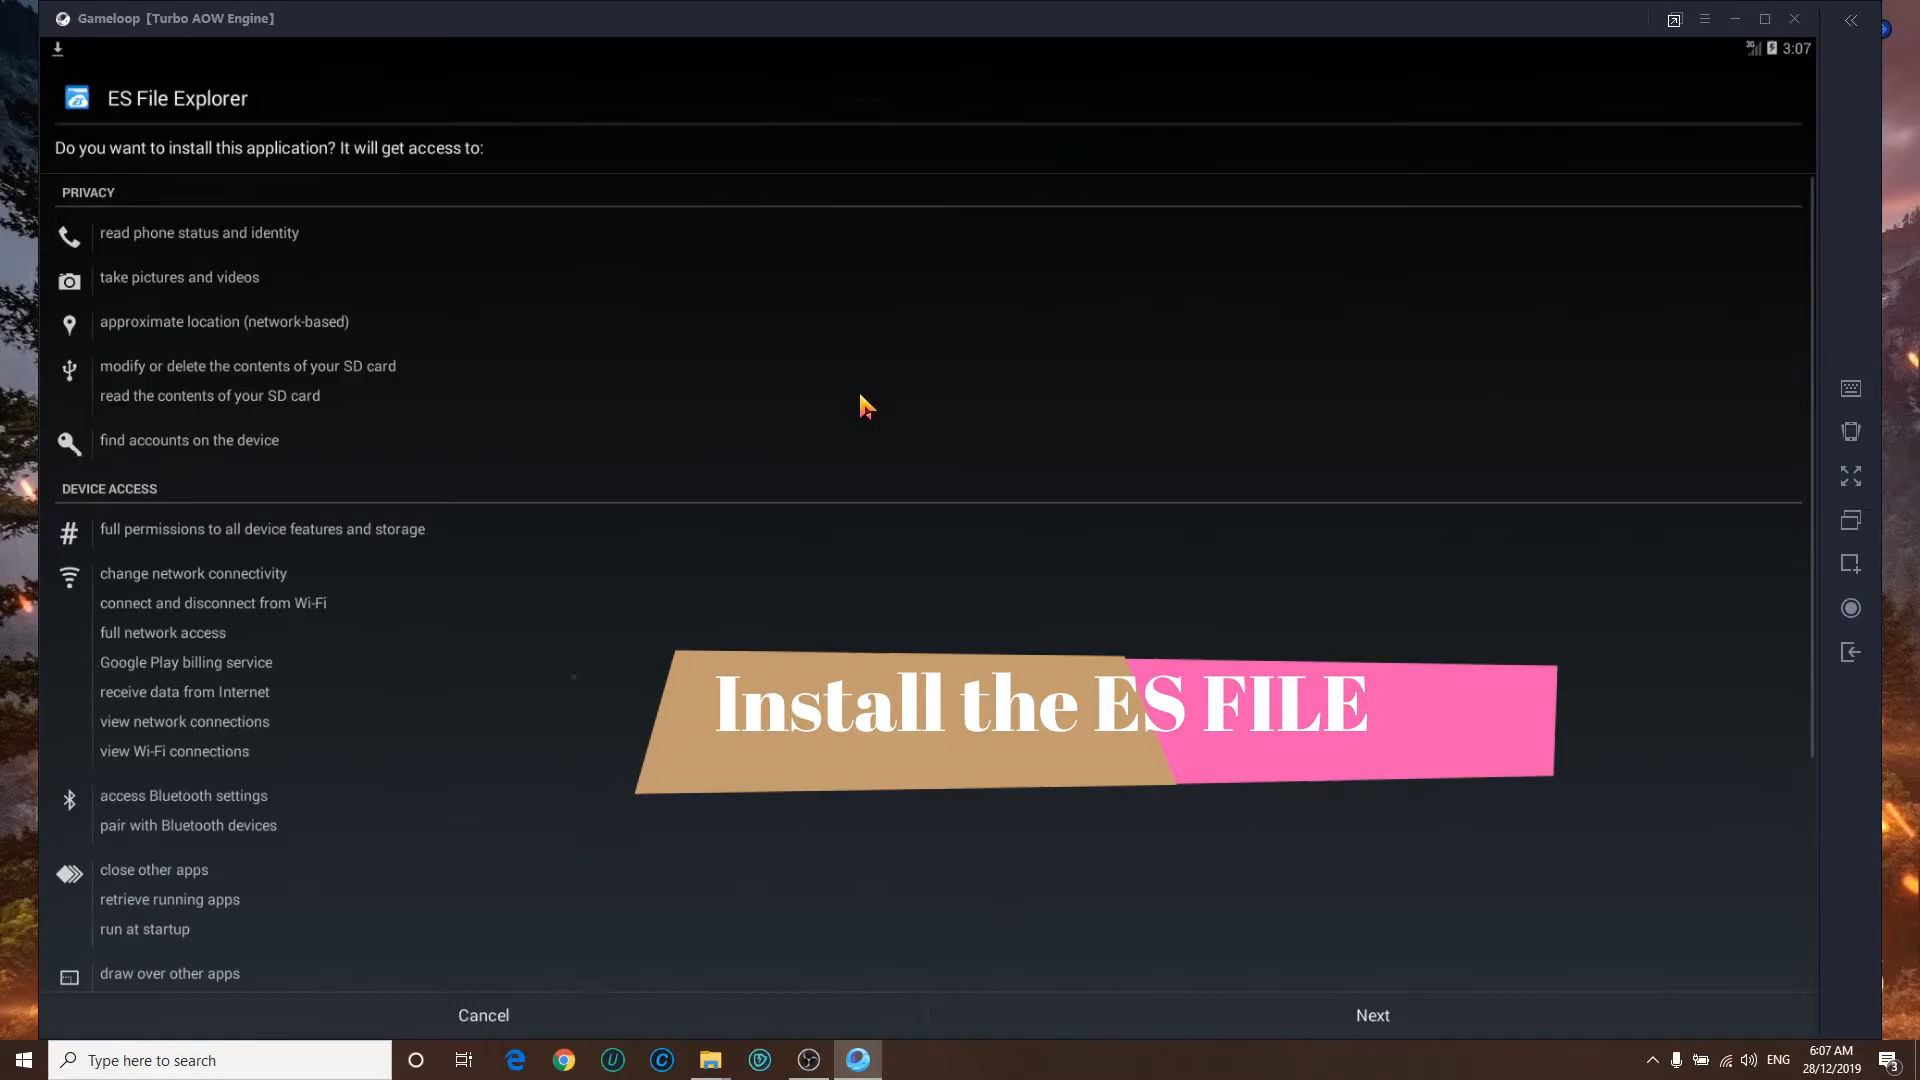 Gameloop [Turbo AOW Engine]
3G 3:07
ES File Explorer
Do you want to install this application? It will get access to:
PRIVACY
read phone status and identity
take pictures and videos
approximate location (network-based)
modify or delete the contents of your SD card
read the contents of your SD card
find accounts on the device
DEVICE ACCESS
full permissions to all device features and storage
change network connectivity
connect and disconnect from Wi-Fi
full network access
Google Play billing service
receive data from Internet
view network connections
view Wi-Fi connections
access Bluetooth settings
pair with Bluetooth devices
close other apps
retrieve running apps
run at startup
draw over other apps
Install the ES FILE
Cancel
Next
Type here to search
ENG
6:07 AM
28/12/2019
3